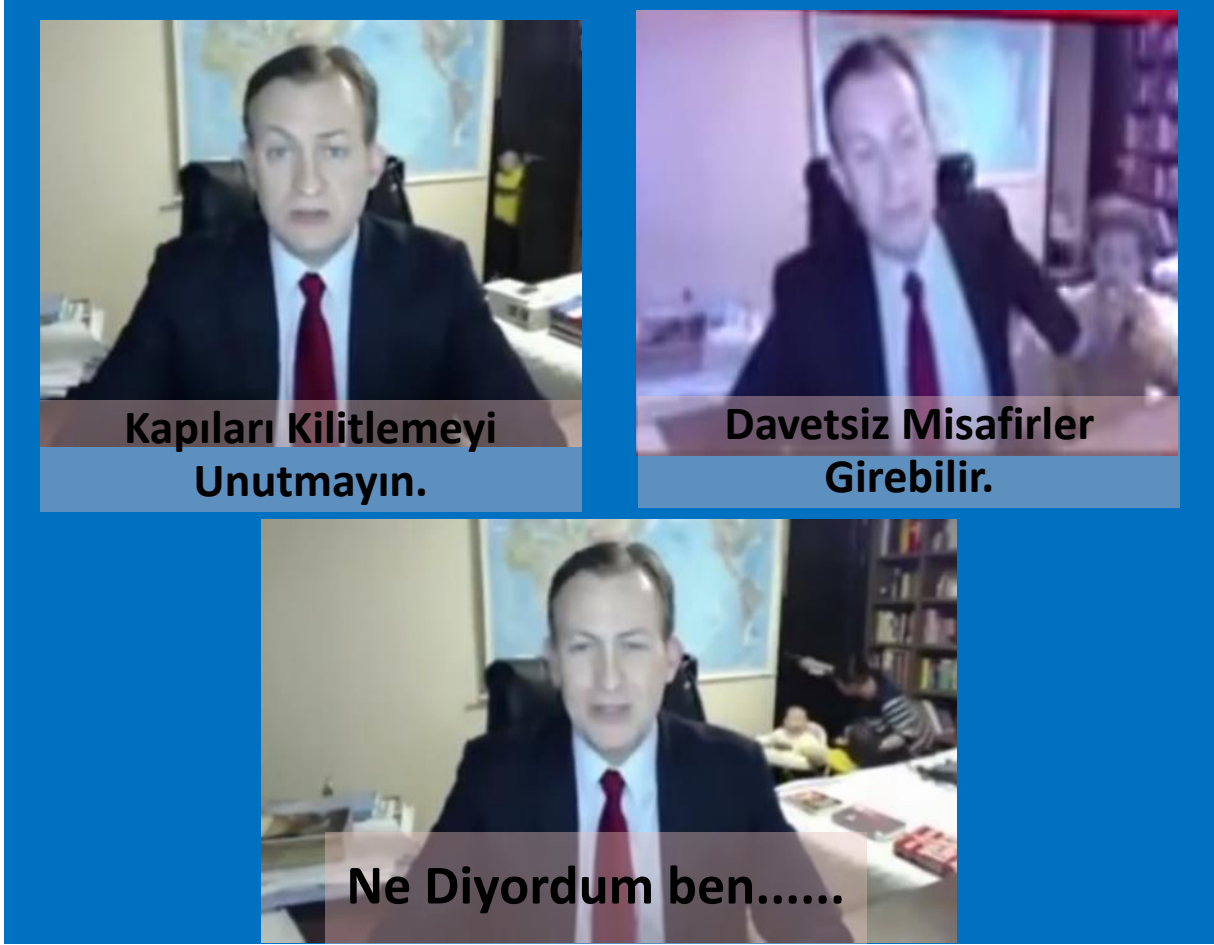 Kapıları Kilitlemeyi
Unutmayın.
Davetsiz Misafirler
Girebilir.
Ne Diyordum ben......